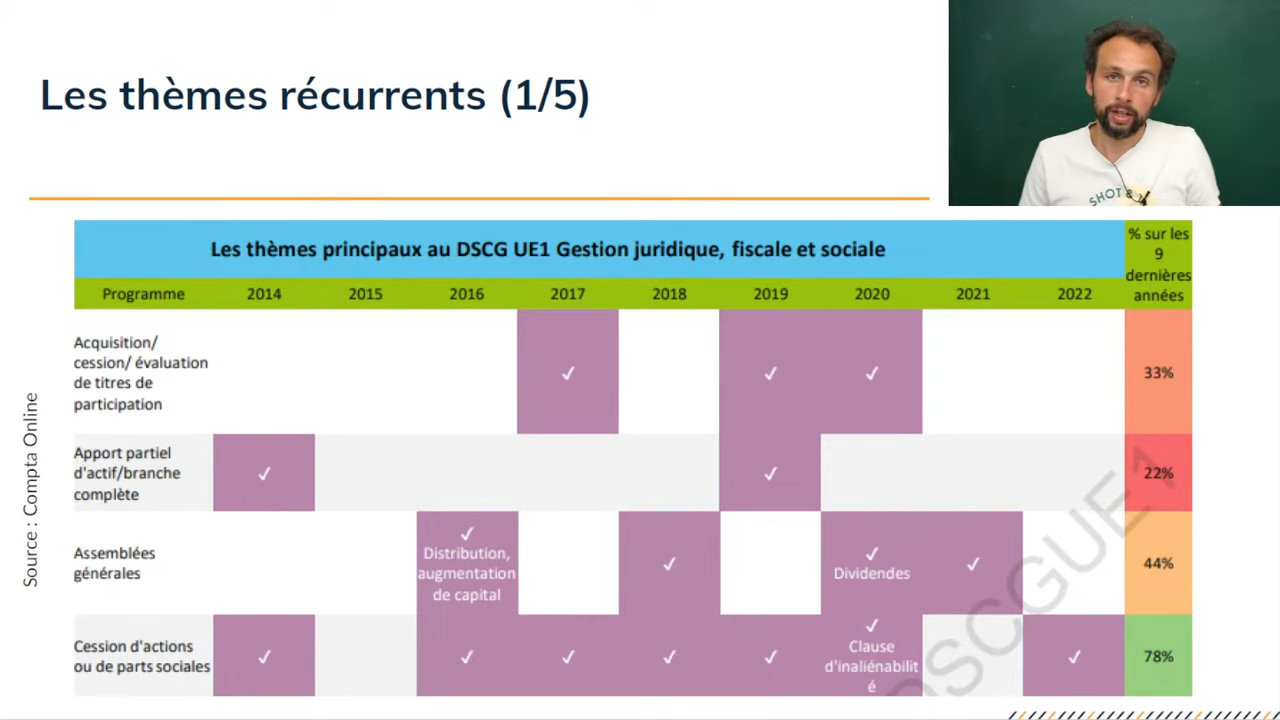 Les thèmes récurrents (1/5)
SHOT &
Les thèmes principaux au DSCG UE1 Gestion juridique, fiscale et sociale
% sur les
9
dernières
années
Programme 2014 2015 2016 2017 2018 2019 2020 2021 2022
Acquisition/
cession/ évaluation
de titres de
participation
✓ ✓ ✓
33%
Apport partiel
d'actif/branche
complète
✓ ✓
22%
Assemblées
générales
✓
Distribution,
augmentation
de capital
✓
✓
Dividendes
✓
44%
Cession d'actions
ou de parts sociales
✓ ✓ ✓ ✓ ✓
✓
Clause
d'inaliénabilit
é
✓
78%
Source : Compta Online
DSCGUE1